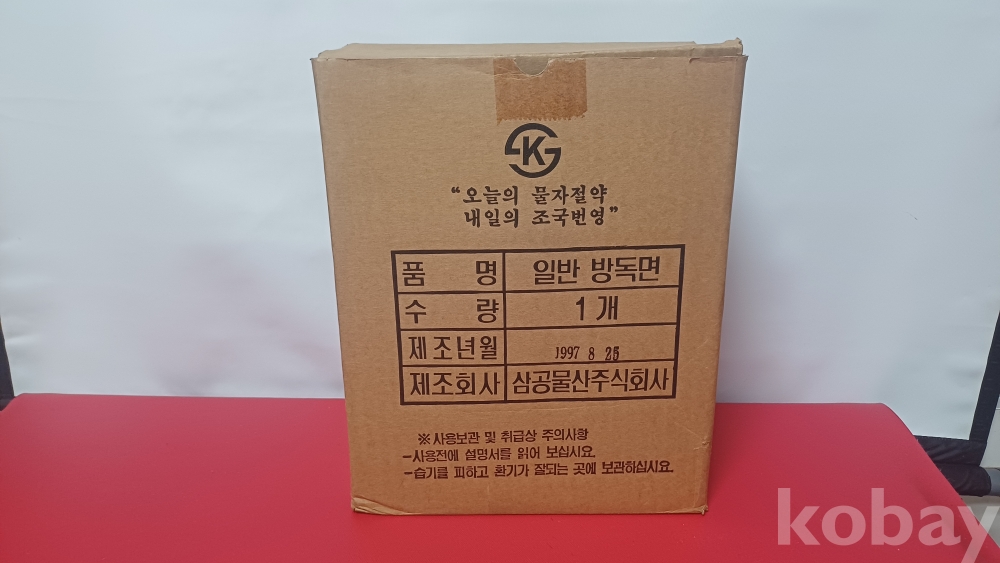 SK
"오늘의 물자절약
내일의 조국번영"
품 명 일반 방독면
수 량 1 개
제조년월 1997 8 25
제조회사 삼공물산주식회사
※ 사용보관 및 취급상 주의사항
-사용전에 설명서를 읽어 보십시요.
-습기를 피하고 환기가 잘되는 곳에 보관하십시요.
kobay